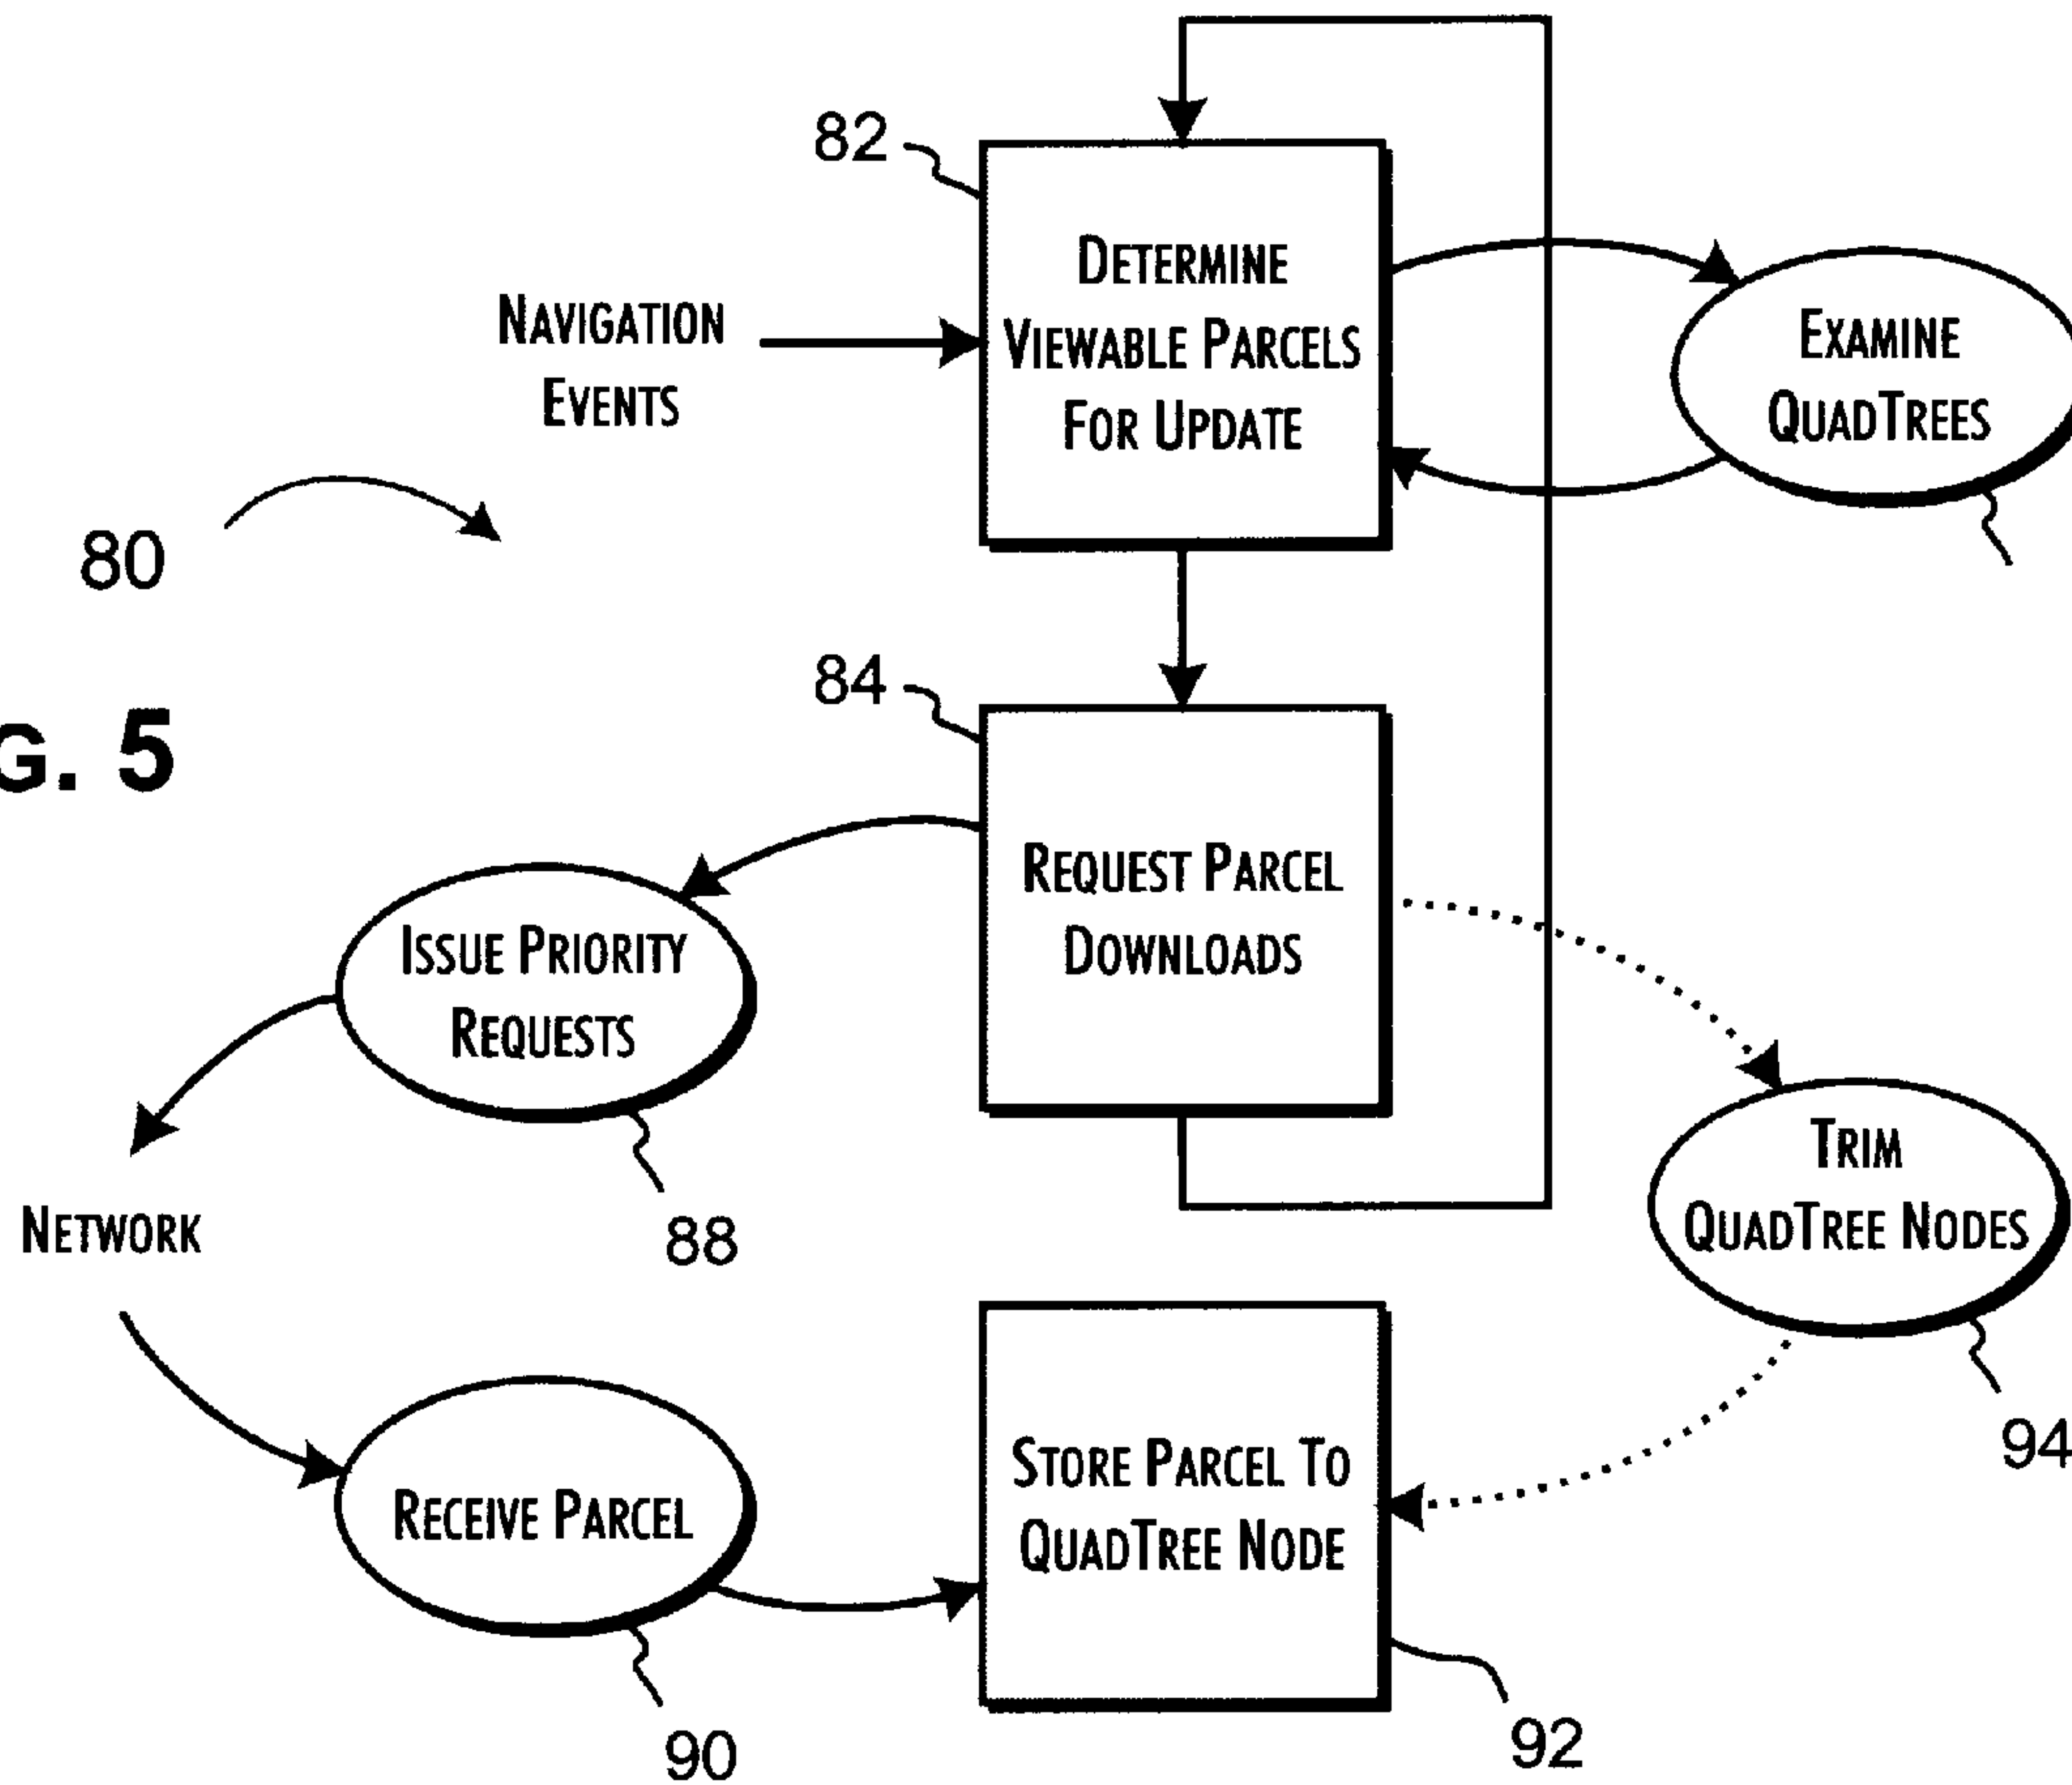 82
DETERMINE
VIEWABLE PARCELS
FOR UPDATE
NAVIGATION
EVENTS
EXAMINE
QUADTREES
80
84
G. 5
REQUEST PARCEL
DOWNLOADS
ISSUE PRIORITY
REQUESTS
88
NETWORK
TRIM
QUADTREE NODES
94
STORE PARCEL TO
QUADTREE NODE
RECEIVE PARCEL
90
92